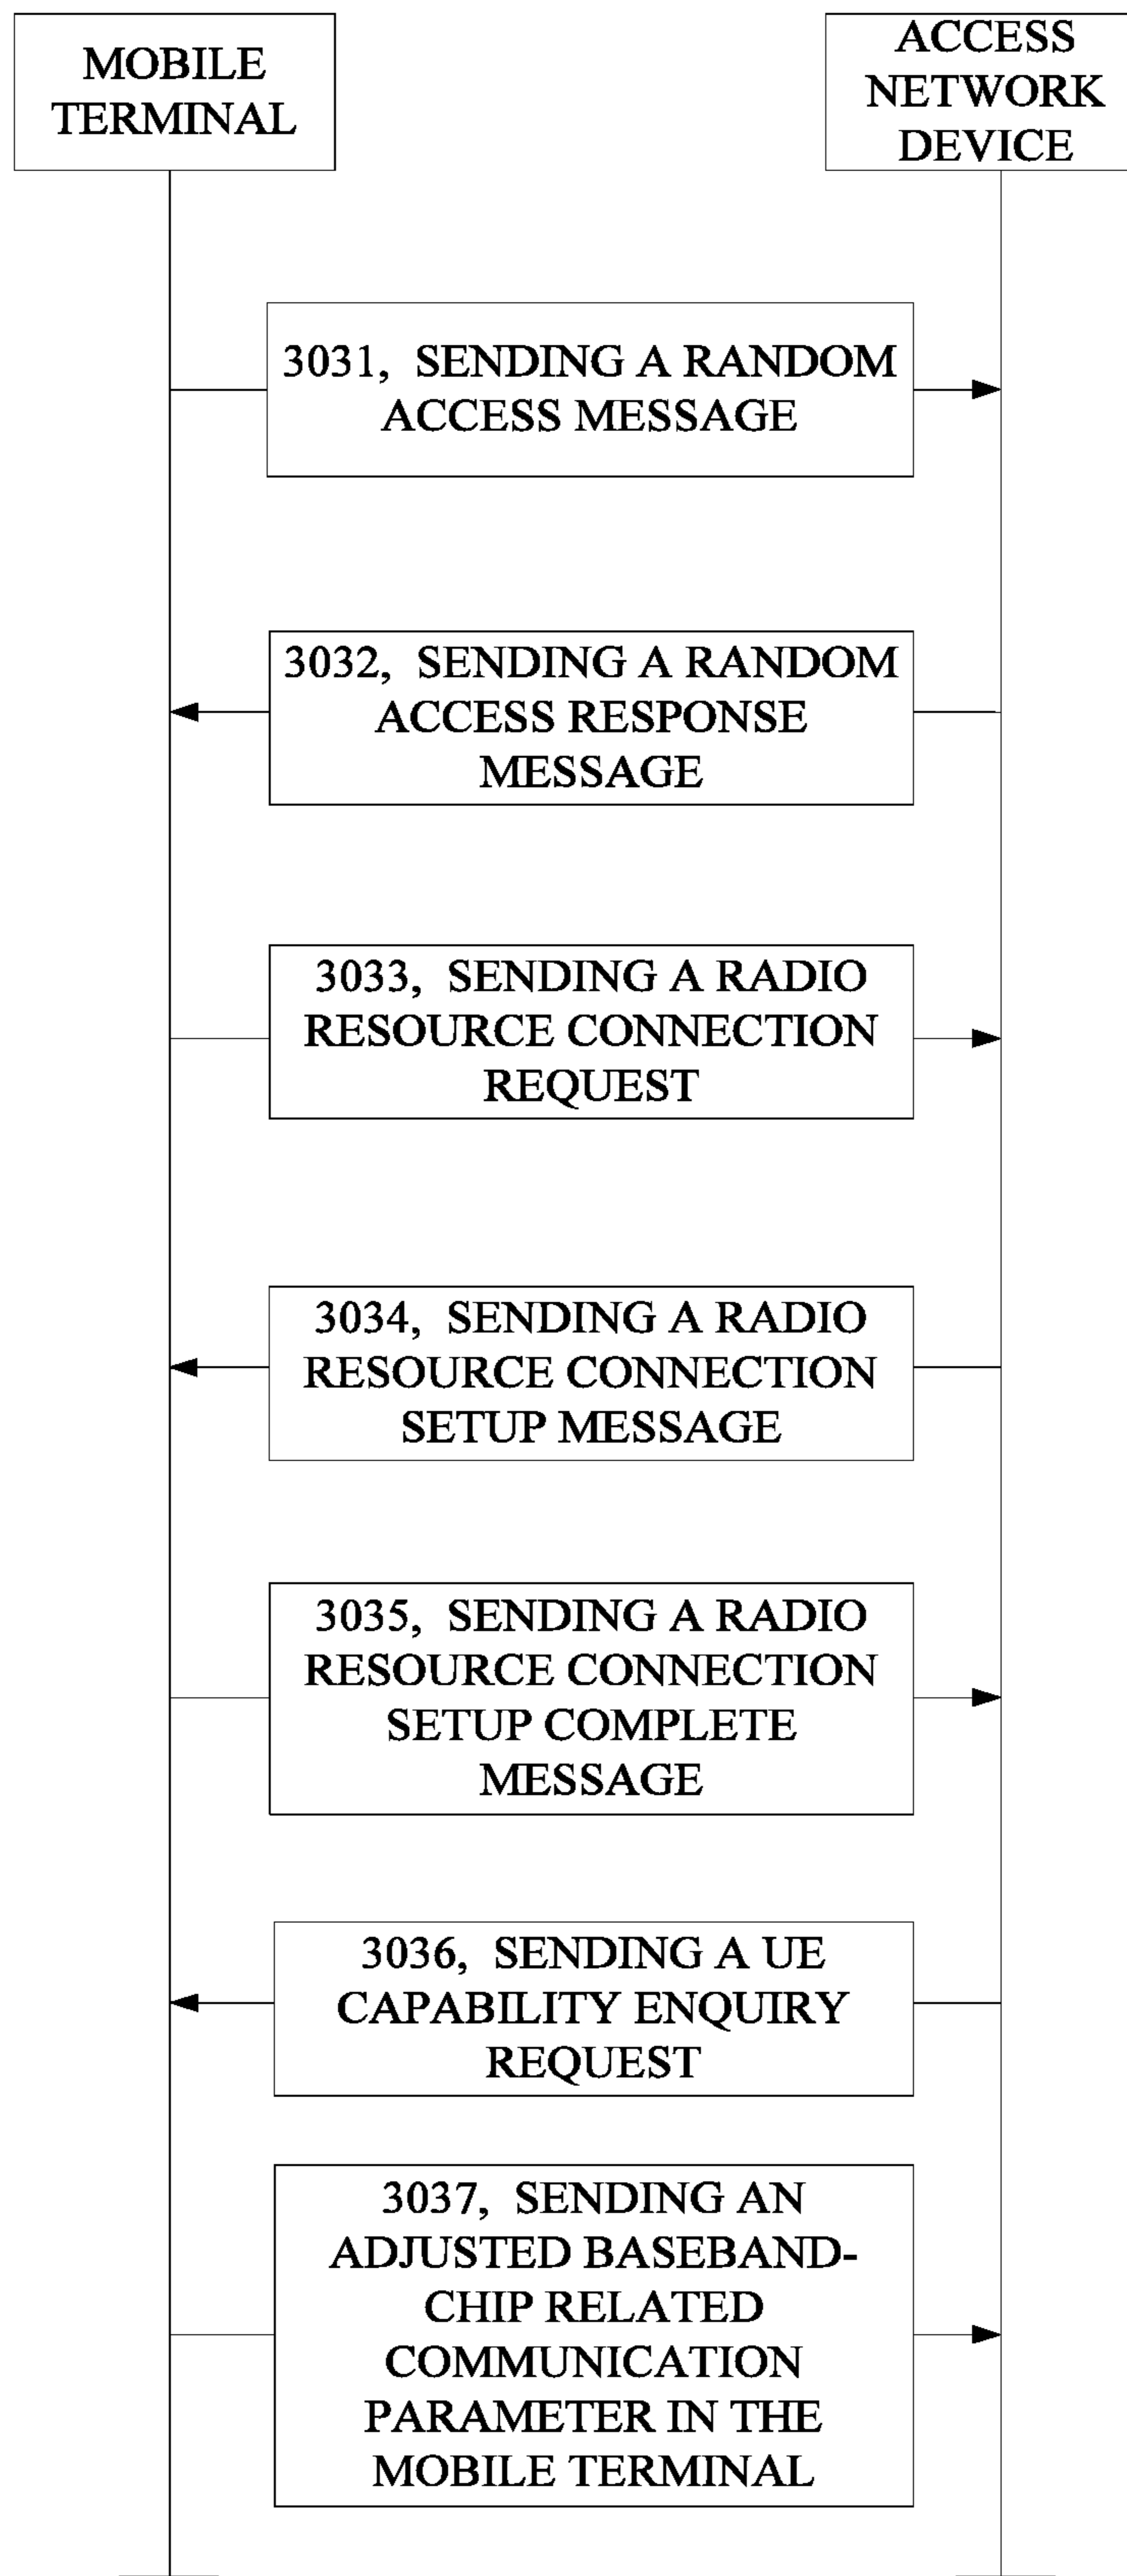 MOBILE
TERMINAL
ACCESS
NETWORK
DEVICE
3031, SENDING A RANDOM
ACCESS MESSAGE
3032, SENDING A RANDOM
ACCESS RESPONSE
MESSAGE
3033, SENDING A RADIO
RESOURCE CONNECTION
REQUEST
3034, SENDING A RADIO
RESOURCE CONNECTION
SETUP MESSAGE
3035, SENDING A RADIO
RESOURCE CONNECTION
SETUP COMPLETE
MESSAGE
3036, SENDING A UE
CAPABILITY ENQUIRY
REQUEST
3037, SENDING AN
ADJUSTED BASEBAND-
CHIP RELATED
COMMUNICATION
PARAMETER IN THE
MOBILE TERMINAL